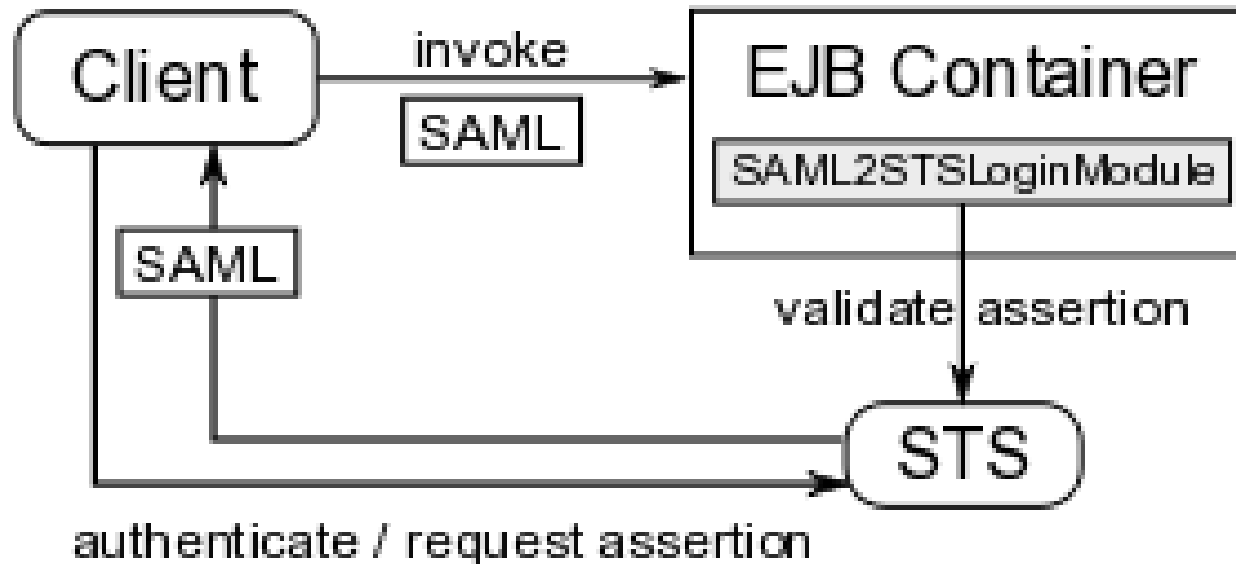 Client
invoke
SAML
EJB Container
SAML2STSLoginModule
SAML
validate assertion
STS
authenticate / request assertion